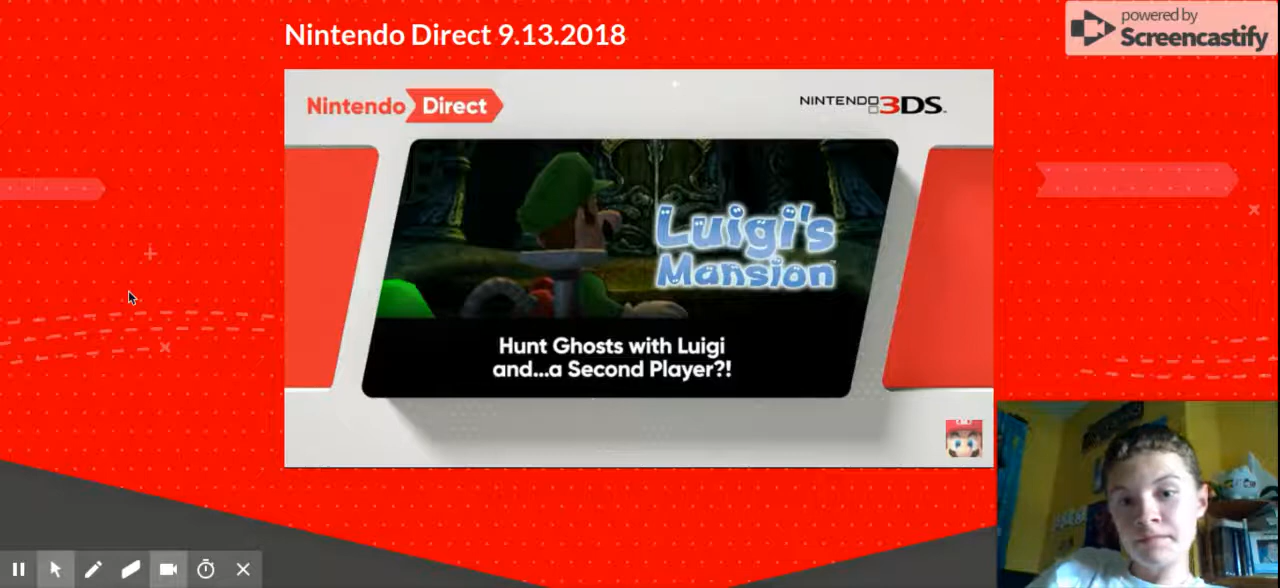 Nintendo Direct 9.13.2018
powered by
Screencastify
Nintendo Direct
NINTENDO 3DS
Luigi's
Mansion
Hunt Ghosts with Luigi
and...a Second Player?!